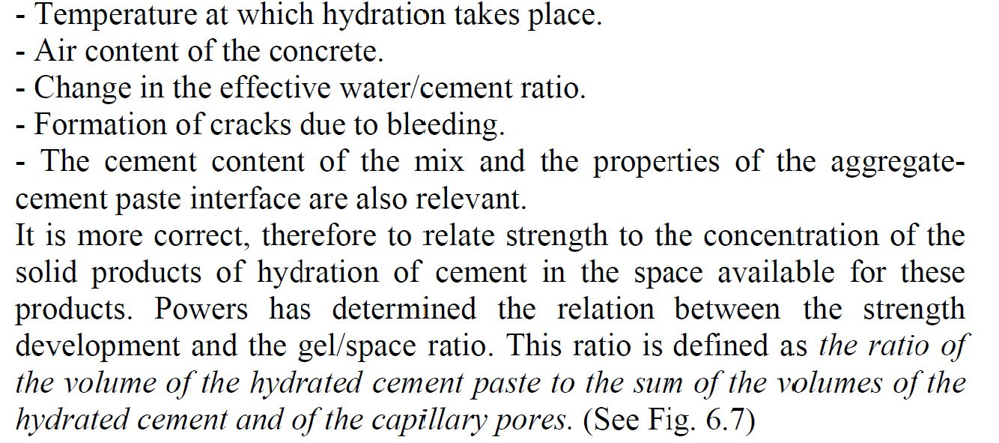 - Temperature at which hydration takes place.
- Air content of the concrete.
- Change in the effective water/cement ratio.
- Formation of cracks due to bleeding.
- The cement content of the mix and the properties of the aggregate-
cement paste interface are also relevant.
It is more correct, therefore to relate strength to the concentration of the
solid products of hydration of cement in the space available for these
products. Powers has determined the relation between the strength
development and the gel/space ratio. This ratio is defined as the ratio of
the volume of the hydrated cement paste to the sum of the volumes of the
hydrated cement and of the capillary pores. (See Fig. 6.7)